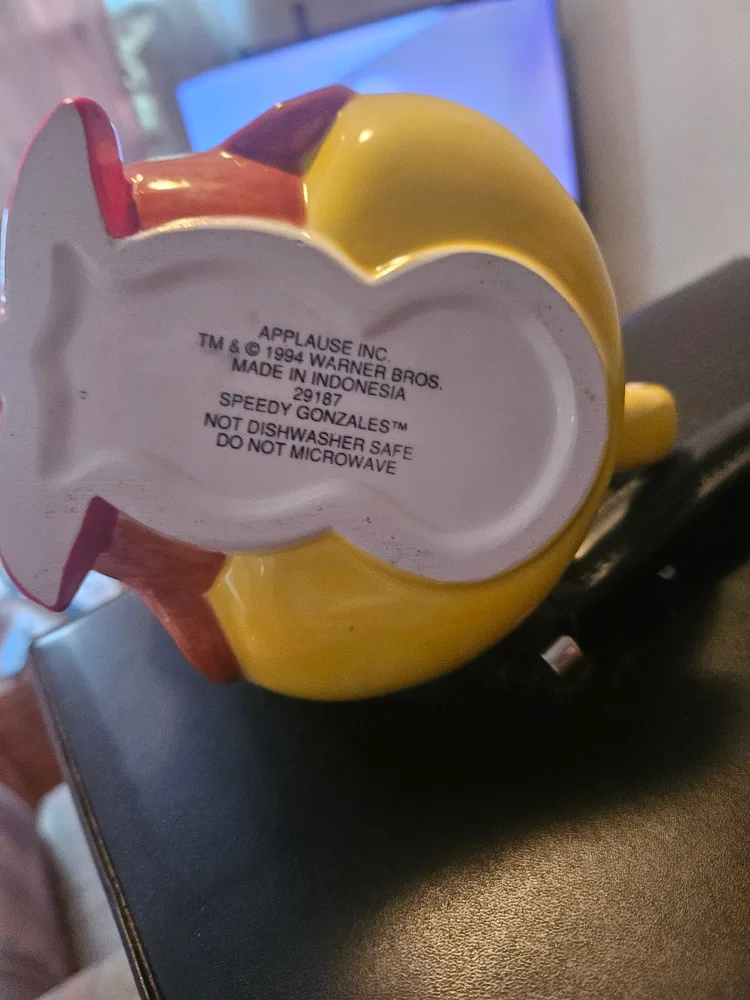 APPLAUSE INC.
TM & © 1994 WARNER BROS.
MADE IN INDONESIA
29187
SPEEDY GONZALES™
NOT DISHWASHER SAFE
DO NOT MICROWAVE